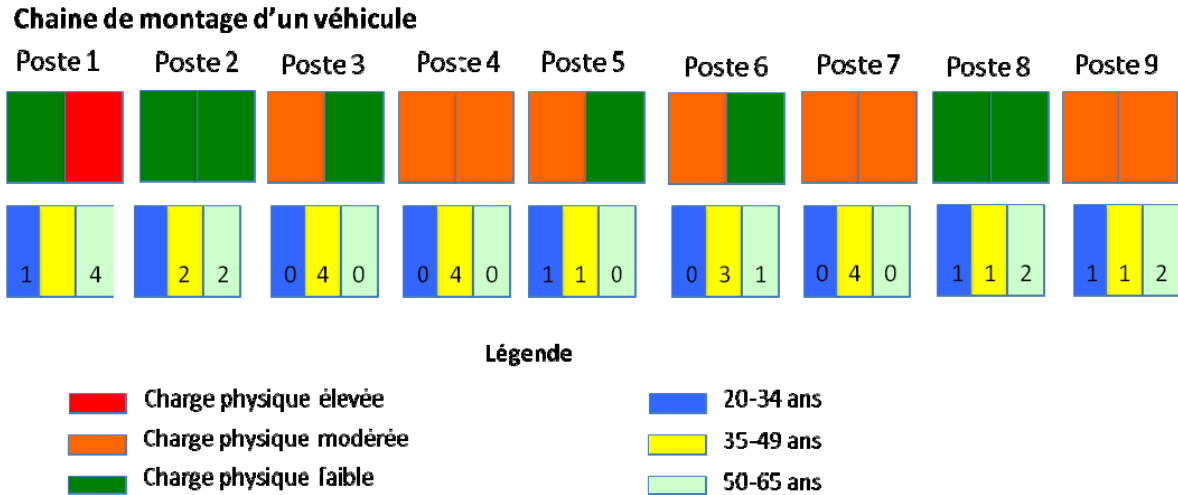 Chaine de montage d'un véhicule
Poste 1 Poste 2 Poste 3 Poste 4 Poste 5 Poste 6 Poste 7 Poste 8 Poste 9
1 4 2 2 0 4 0 0 4 0 1 1 0 0 3 1 0 4 0 1 1 2 1 1 2
Légende
Charge physique élevée 20-34 ans
Charge physique modérée 35-49 ans
Charge physique faible 50-65 ans